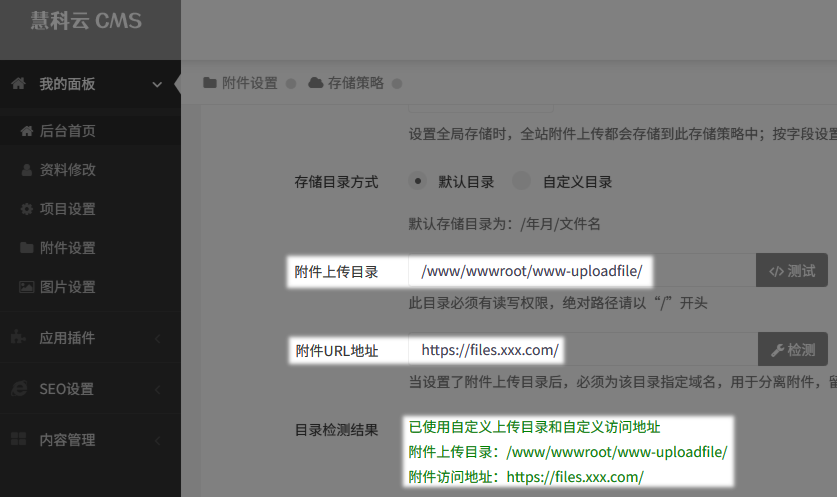 慧科云 CMS
我的面板
附件设置 存储策略
后台首页
设置全局存储时，全站附件上传都会存储到此存储策略中；按字段设置
资料修改
存储目录方式 默认目录 自定义目录
项目设置
默认存储目录为：/年月/文件名
附件设置
附件上传目录 /www/wwwroot/www-uploadfile/ </> 测试
图片设置
此目录必须有读写权限，绝对路径请以“/”开头
应用插件
附件URL地址 https://files.xxx.com/ 检测
SEO设置
当设置了附件上传目录后，必须为该目录指定域名，用于分离附件，
目录检测结果 已使用自定义上传目录和自定义访问地址
内容管理
附件上传目录：/www/wwwroot/www-uploadfile/
附件访问地址：https://files.xxx.com/